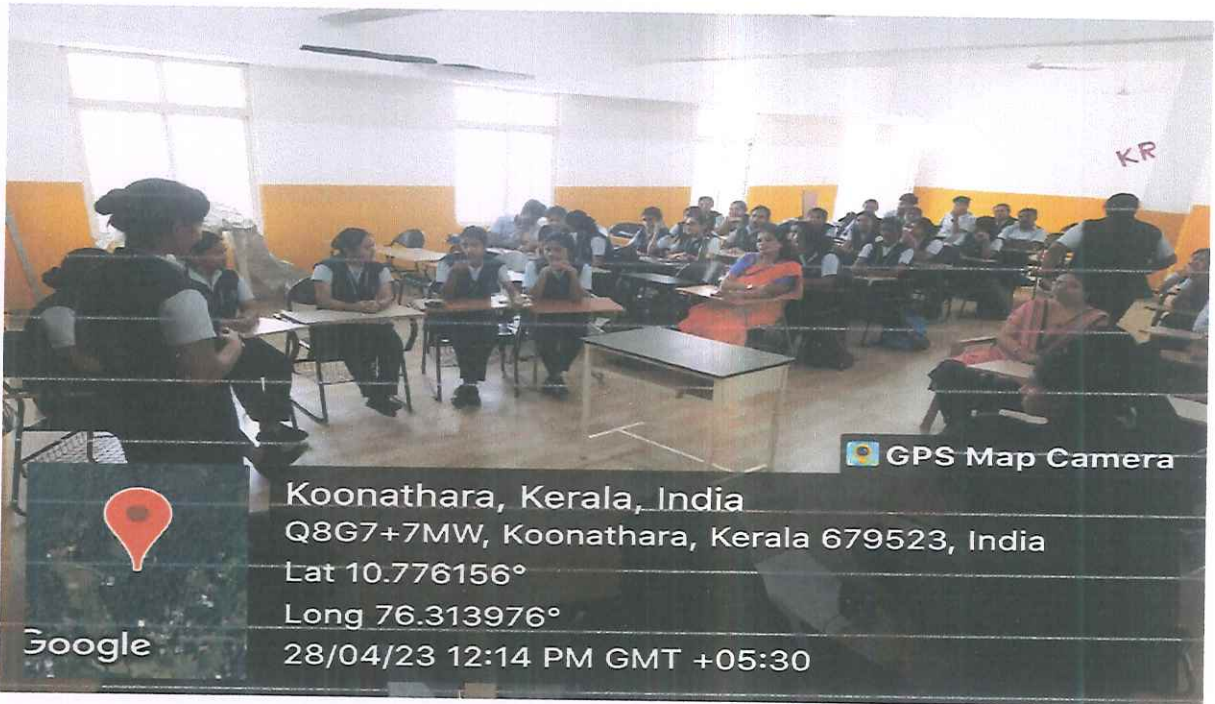 KR
GPS Map Camera
Koonathara, Kerala, India
Q8G7+7MW, Koonathara, Kerala 679523, India
Lat 10.776156°
Long 76.313976°
Google
28/04/23 12:14 PM GMT +05:30